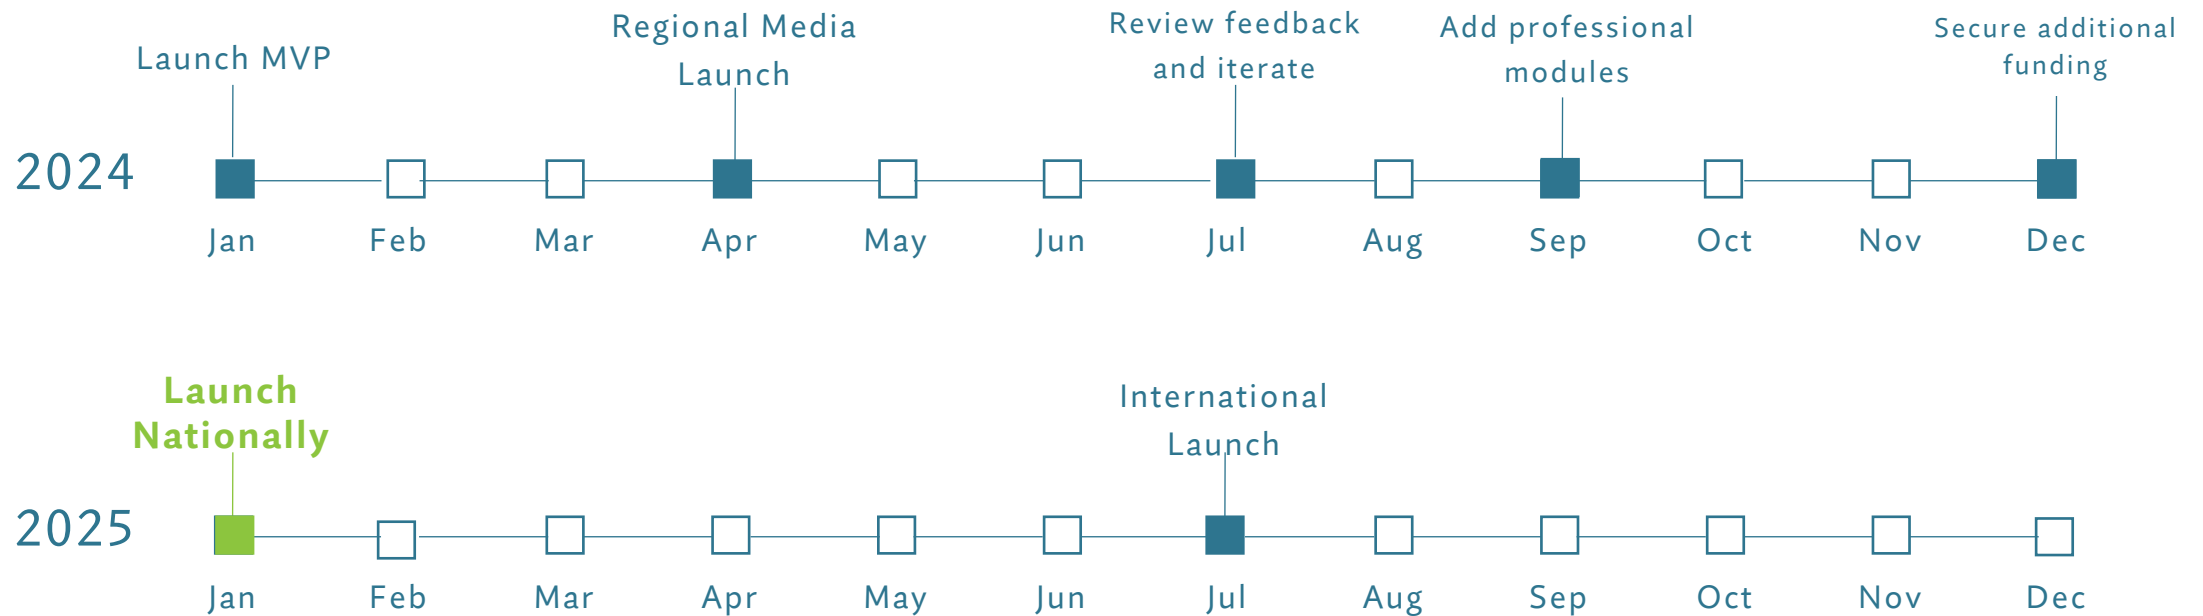 Launch MVP
Regional Media
Launch
Review feedback
and iterate
Add professional
modules
Secure additional
funding
2024
Jan Feb Mar Apr May Jun Jul Aug Sep Oct Nov Dec
Launch
Nationally
International
Launch
2025
Jan Feb Mar Apr May Jun Jul Aug Sep Oct Nov Dec